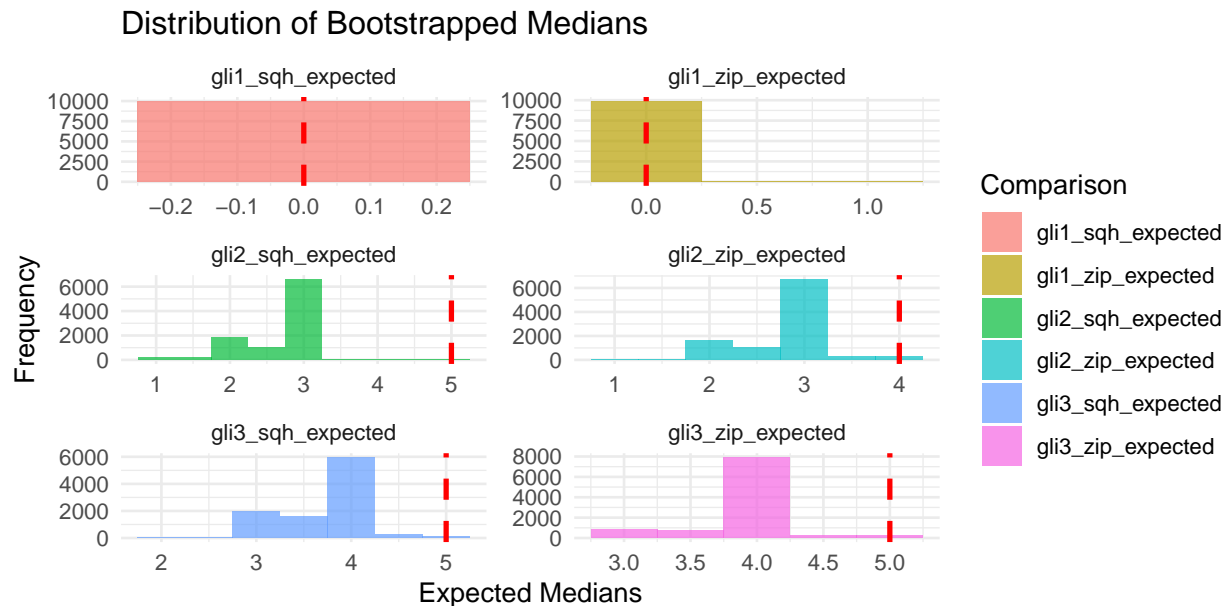 Distribution of Bootstrapped Medians
gli1_sqh_expected
gli1_zip_expected
10000
7500
5000
2500
0
−0.2 −0.1 0.0 0.1 0.2
10000
7500
5000
2500
0
0.0 0.5 1.0
gli2_sqh_expected
gli2_zip_expected
6000
4000
2000
0
1 2 3 4 5
6000
4000
2000
0
1 2 3 4
gli3_sqh_expected
gli3_zip_expected
6000
4000
2000
0
2 3 4 5
8000
6000
4000
2000
0
3.0 3.5 4.0 4.5 5.0
Frequency
Expected Medians
Comparison
gli1_sqh_expected
gli1_zip_expected
gli2_sqh_expected
gli2_zip_expected
gli3_sqh_expected
gli3_zip_expected